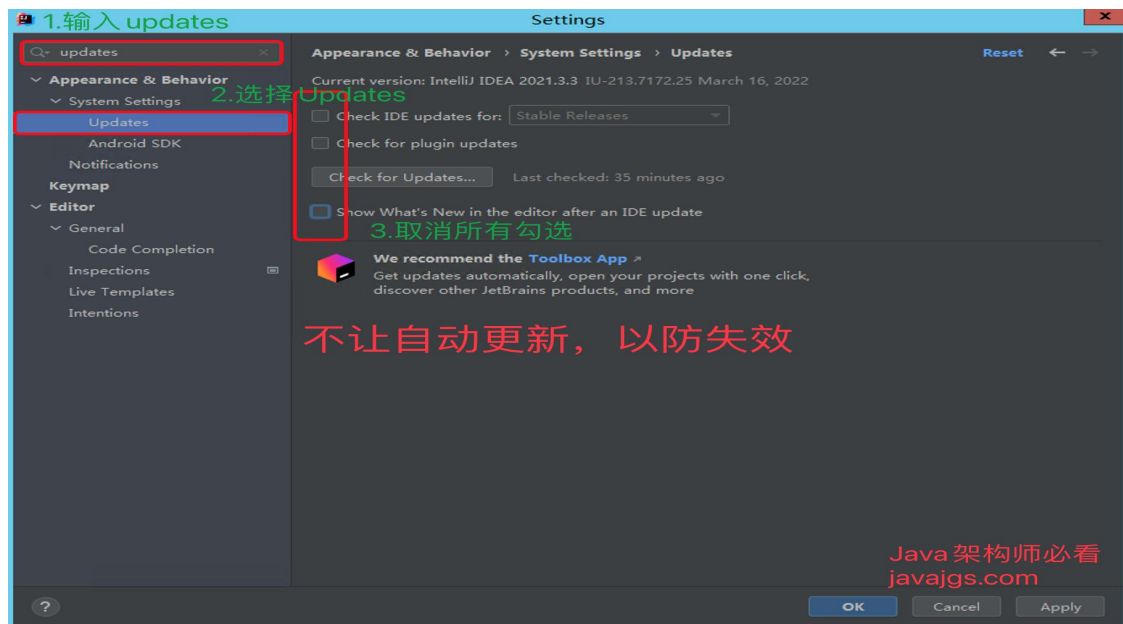 1.输入 updates
Settings
updates
Appearance & Behavior
System Settings
Updates
Android SDK
Notifications
Keymap
Editor
General
Code Completion
Inspections
Live Templates
Intentions
2.选择 Updates
Appearance & Behavior › System Settings › Updates
Reset
Current version: IntelliJ IDEA 2021.3.3 IU-213.7172.25 March 16, 2022
Check IDE updates for: Stable Releases
Check for plugin updates
Check for Updates... Last checked: 35 minutes ago
Show What's New in the editor after an IDE update
3.取消所有勾选
We recommend the Toolbox App
Get updates automatically, open your projects with one click,
discover other JetBrains products, and more
不让自动更新，以防失效
Java 架构师必看
javajgs.com
?
OK Cancel Apply